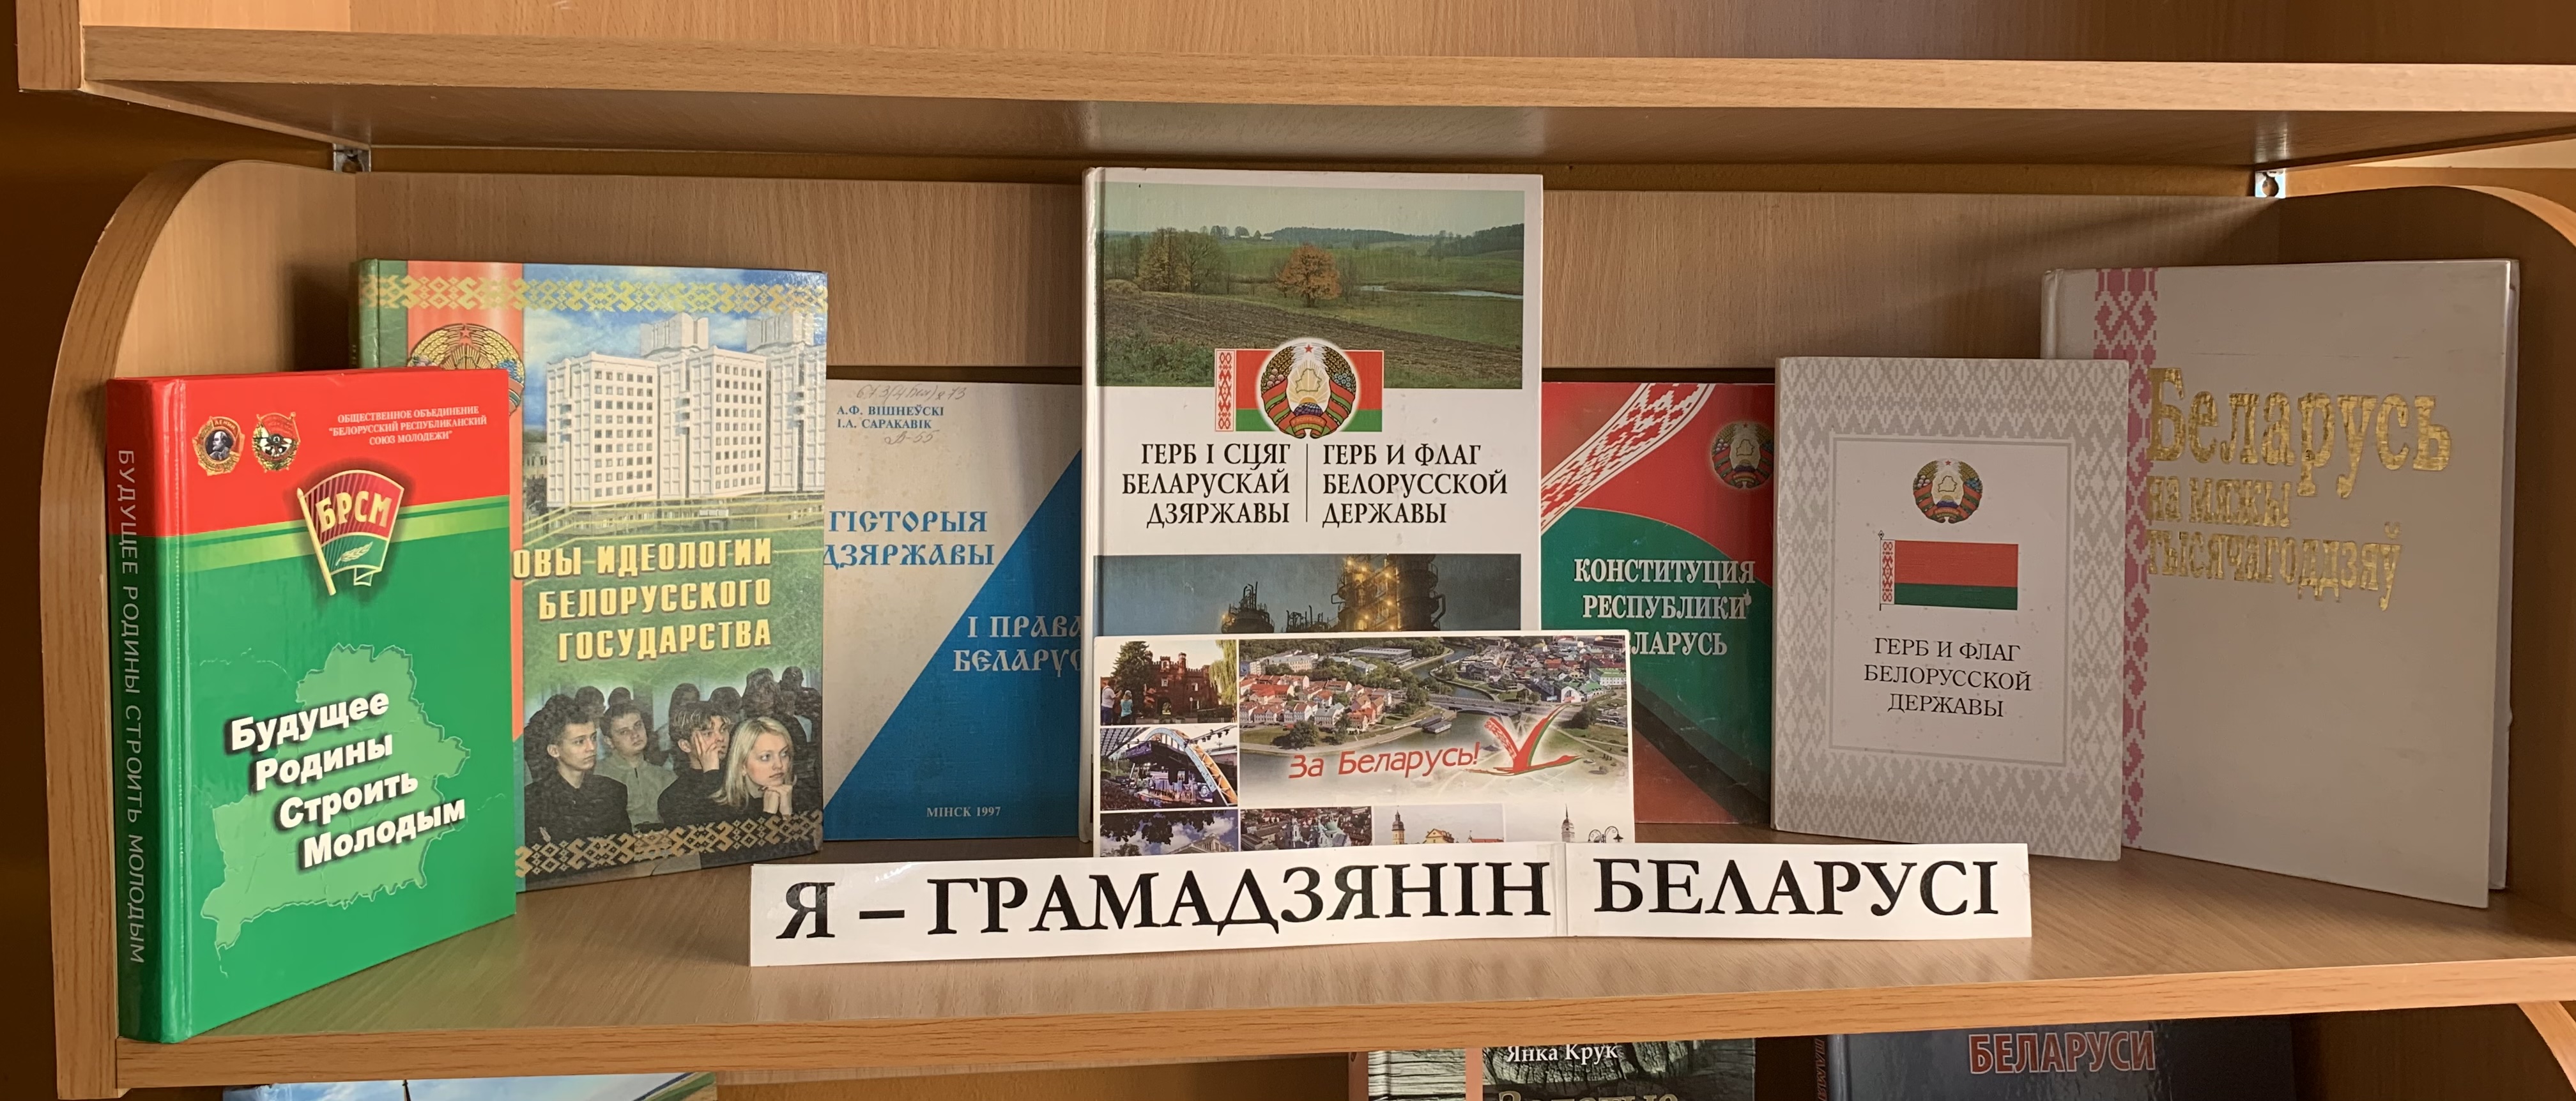 БУДУЩЕЕ РОДИНЫ СТРОИТЬ МОЛОДЫМ
ОБЩЕСТВЕННОЕ ОБЪЕДИНЕНИЕ
"БЕЛОРУССКИЙ РЕСПУБЛИКАНСКИЙ
СОЮЗ МОЛОДЕЖИ"
БРСМ
Будущее
Родины
Строить
Молодым
ОВЫ ИДЕОЛОГИИ
БЕЛОРУССКОГО
ГОСУДАРСТВА
А.Ф. ВІШНЕЎСКІ
І.А. САРАКАВІК
ГІСТОРЫЯ
ДЗЯРЖАВЫ
І ПРАВА
БЕЛАРУС
МІНСК 1997
ГЕРБ І СЦЯГ
БЕЛАРУСКАЙ
ДЗЯРЖАВЫ
ГЕРБ И ФЛАГ
БЕЛОРУССКОЙ
ДЕРЖАВЫ
За Беларусь!
КОНСТИТУЦИЯ
РЕСПУБЛИКИ
ЛАРУСЬ
ГЕРБ И ФЛАГ
БЕЛОРУССКОЙ
ДЕРЖАВЫ
Беларусь
на мяжы
тысячагоддзяў
Я – ГРАМАДЗЯНІН БЕЛАРУСІ
Янка Крук
БЕЛАРУСИ